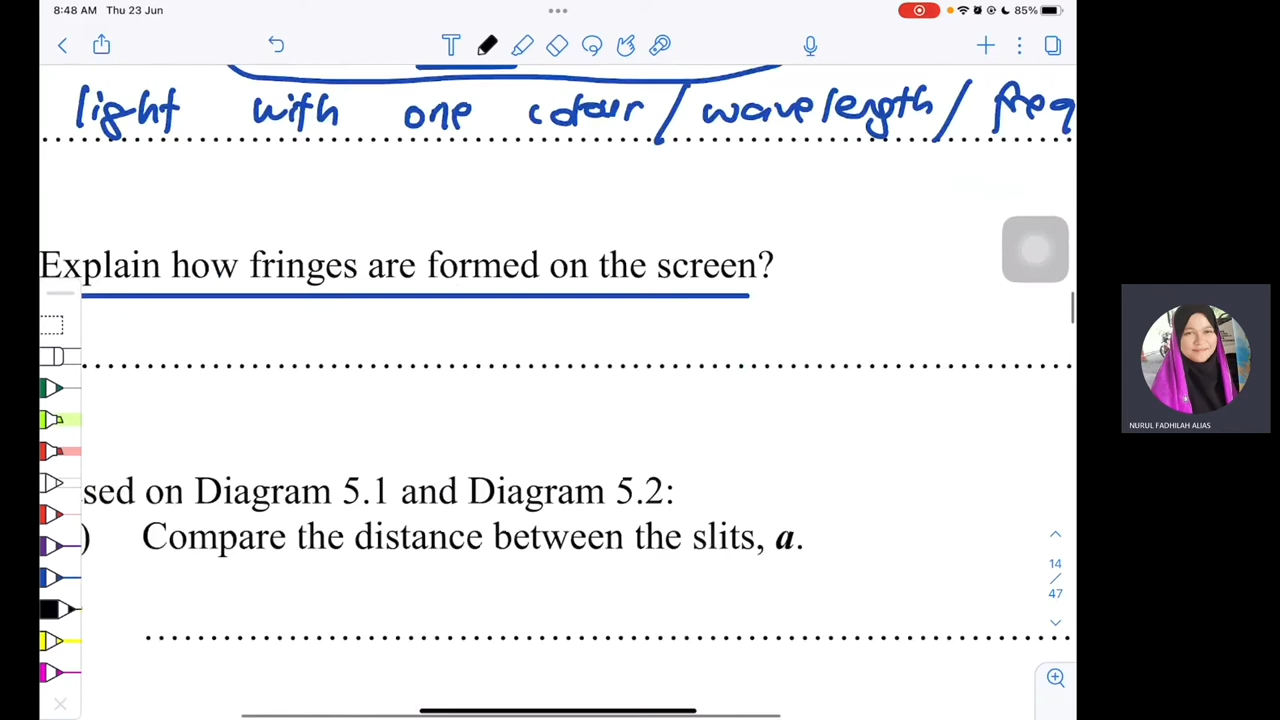 8:48 AM Thu 23 Jun
85%
light with one colour / wavelength / freq
Explain how fringes are formed on the screen?
sed on Diagram 5.1 and Diagram 5.2:
) Compare the distance between the slits, a.
14
/
47
NURUL FADHILAH ALIAS